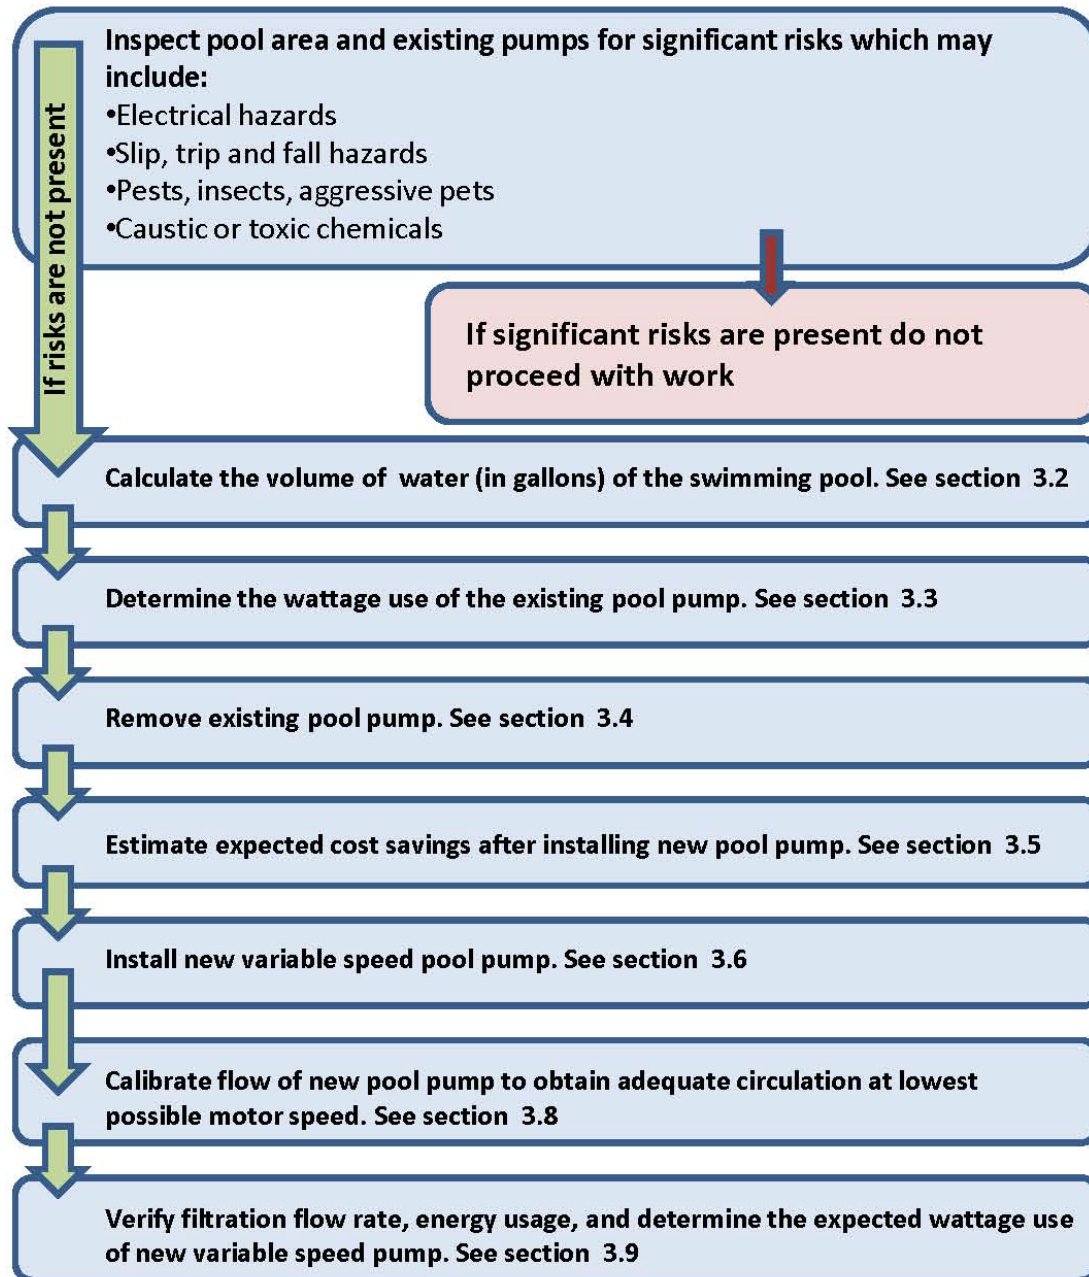 Inspect pool area and existing pumps for significant risks which may
include:
•Electrical hazards
•Slip, trip and fall hazards
•Pests, insects, aggressive pets
•Caustic or toxic chemicals
If risks are not present
If significant risks are present do not
proceed with work
Calculate the volume of water (in gallons) of the swimming pool. See section 3.2
Determine the wattage use of the existing pool pump. See section 3.3
Remove existing pool pump. See section 3.4
Estimate expected cost savings after installing new pool pump. See section 3.5
Install new variable speed pool pump. See section 3.6
Calibrate flow of new pool pump to obtain adequate circulation at lowest
possible motor speed. See section 3.8
Verify filtration flow rate, energy usage, and determine the expected wattage use
of new variable speed pump. See section 3.9